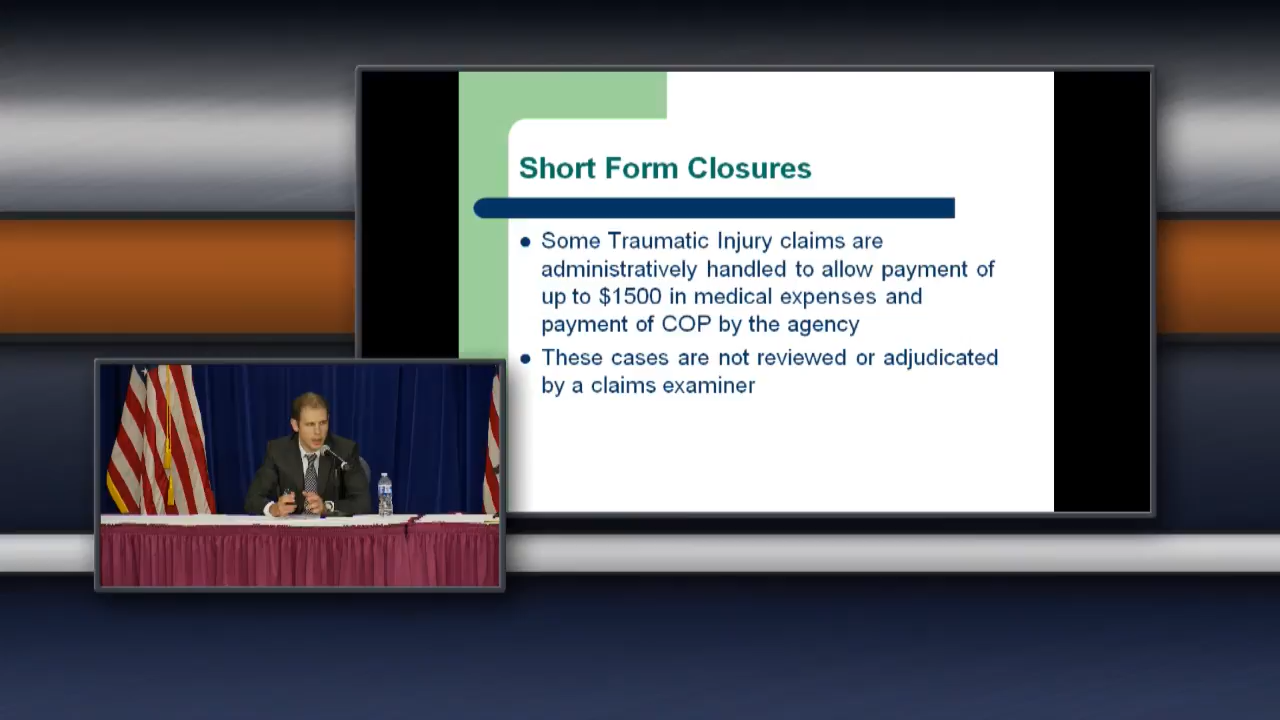 Short Form Closures
● Some Traumatic Injury claims are
administratively handled to allow payment of
up to $1500 in medical expenses and
payment of COP by the agency
● These cases are not reviewed or adjudicated
by a claims examiner